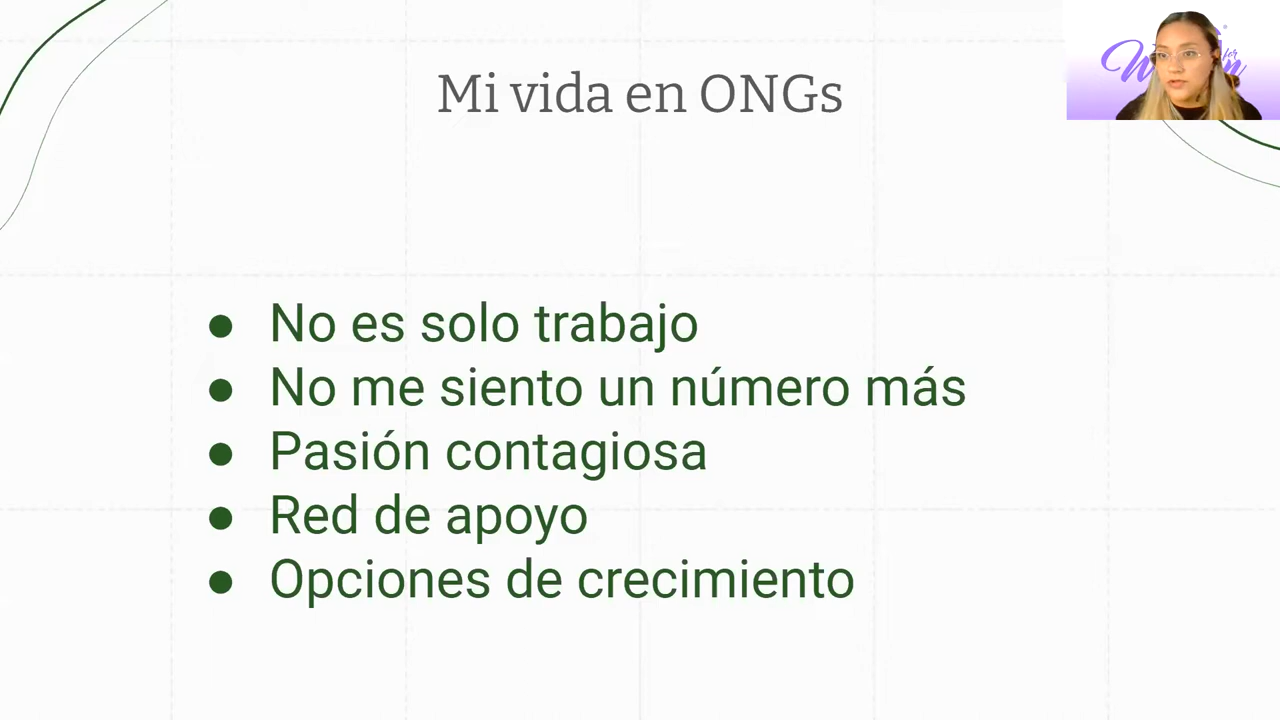 Mi vida en ONGs
for
● No es solo trabajo
● No me siento un número más
● Pasión contagiosa
● Red de apoyo
● Opciones de crecimiento